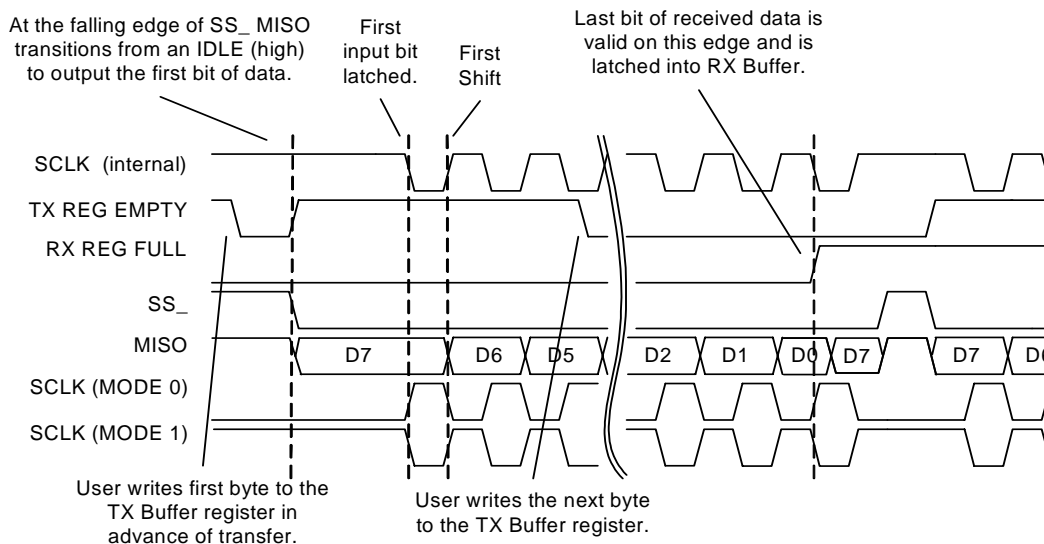 At the falling edge of SS_ MISO
transitions from an IDLE (high)
to output the first bit of data.
First
input bit
latched.
First
Shift
Last bit of received data is
valid on this edge and is
latched into RX Buffer.
SCLK (internal)
TX REG EMPTY
RX REG FULL
SS_
MISO
D7 D6 D5 D2 D1 D0 D7 D7
SCLK (MODE 0)
SCLK (MODE 1)
User writes first byte to the
TX Buffer register in
advance of transfer.
User writes the next byte
to the TX Buffer register.